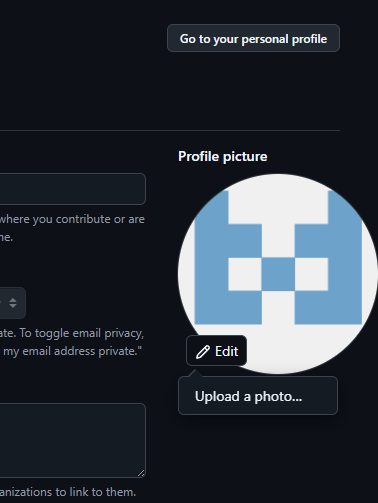 Go to your personal profile
Profile picture
where you contribute or are
me.
ate. To toggle email privacy,
my email address private."
Edit
Upload a photo...
anizations to link to them.